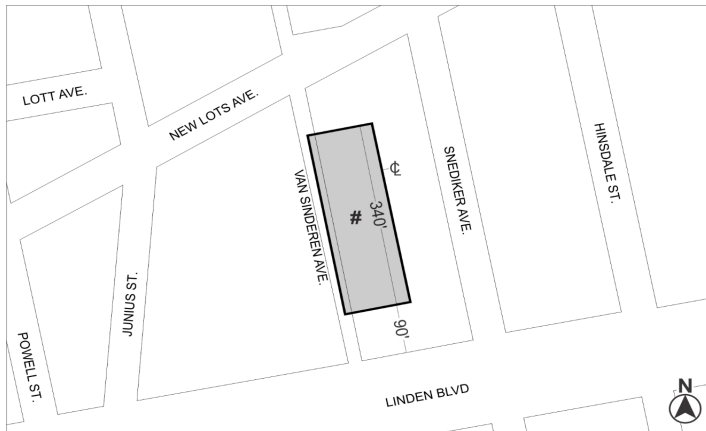 LOTT AVE.
NEW LOTS AVE.
VAN SINDEREN AVE.
#
340'
℄
SNEDIKER AVE.
HINSDALE ST.
JUNIUS ST.
POWELL ST.
90'
LINDEN BLVD
N